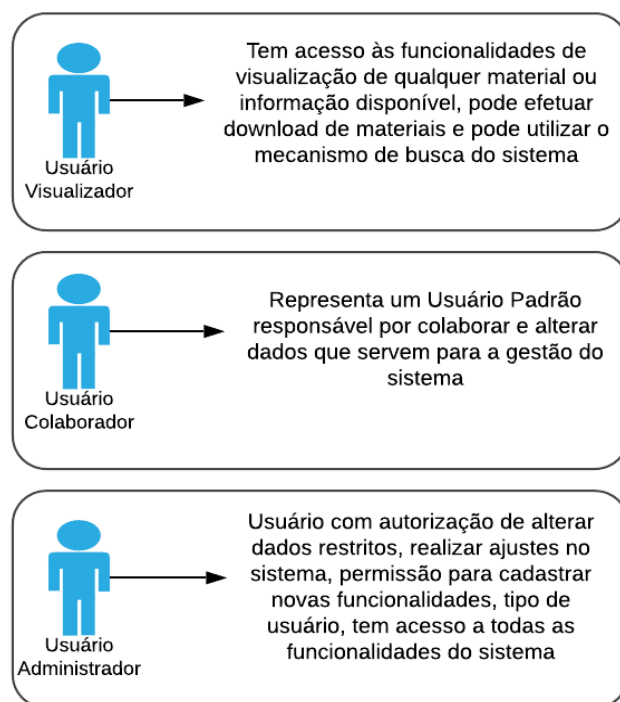 Tem acesso às funcionalidades de
visualização de qualquer material ou
informação disponível, pode efetuar
download de materiais e pode utilizar o
mecanismo de busca do sistema
Usuário
Visualizador
Representa um Usuário Padrão
responsável por colaborar e alterar
dados que servem para a gestão do
sistema
Usuário
Colaborador
Usuário com autorização de alterar
dados restritos, realizar ajustes no
sistema, permissão para cadastrar
novas funcionalidades, tipo de
usuário, tem acesso a todas as
funcionalidades do sistema
Usuário
Administrador